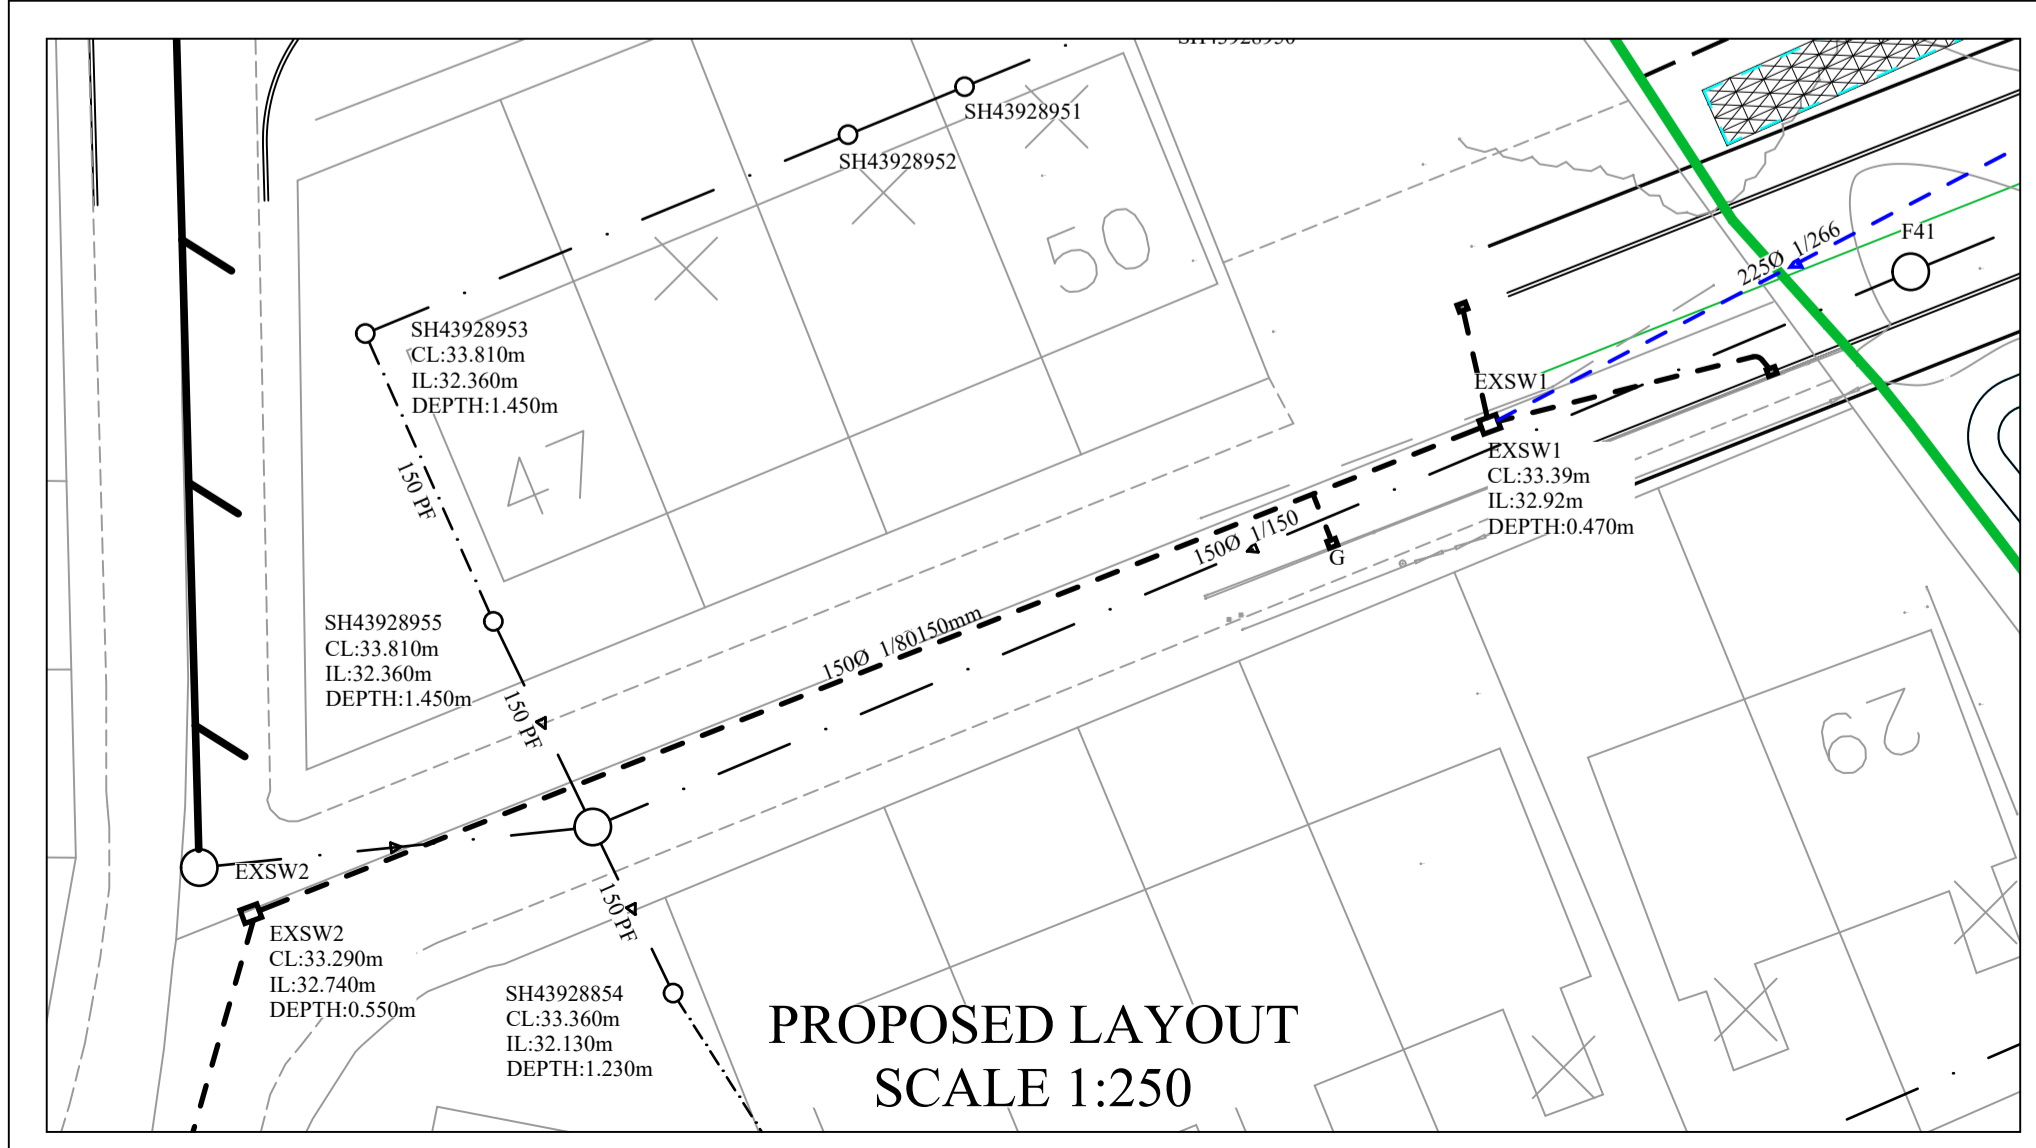 SH43928951
SH43928952
50
225Ø 1/266
F41
SH43928953
CL:33.810m
IL:32.360m
DEPTH:1.450m
EXSW1
150 PF
47
EXSW1
CL:33.39m
IL:32.92m
DEPTH:0.470m
150Ø 1/150
G
SH43928955
CL:33.810m
IL:32.360m
DEPTH:1.450m
150Ø 1/80150mm
150 PF
29
EXSW2
150 PF
EXSW2
CL:33.290m
IL:32.740m
DEPTH:0.550m
SH43928854
CL:33.360m
IL:32.130m
DEPTH:1.230m
PROPOSED LAYOUT
SCALE 1:250